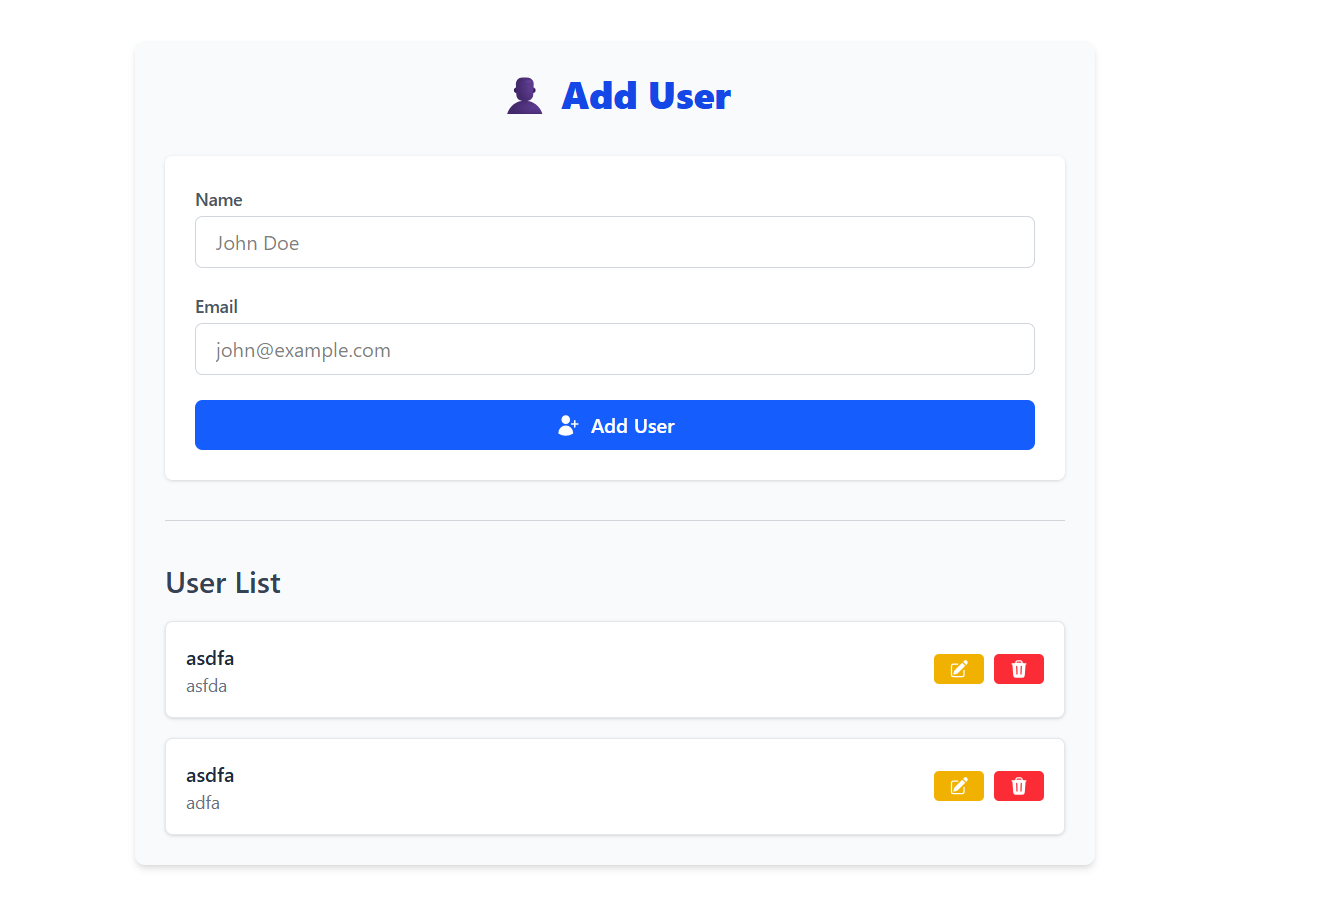 Add User
Name
John Doe
Email
john@example.com
Add User
User List
asdfa
asfda
asdfa
adfa